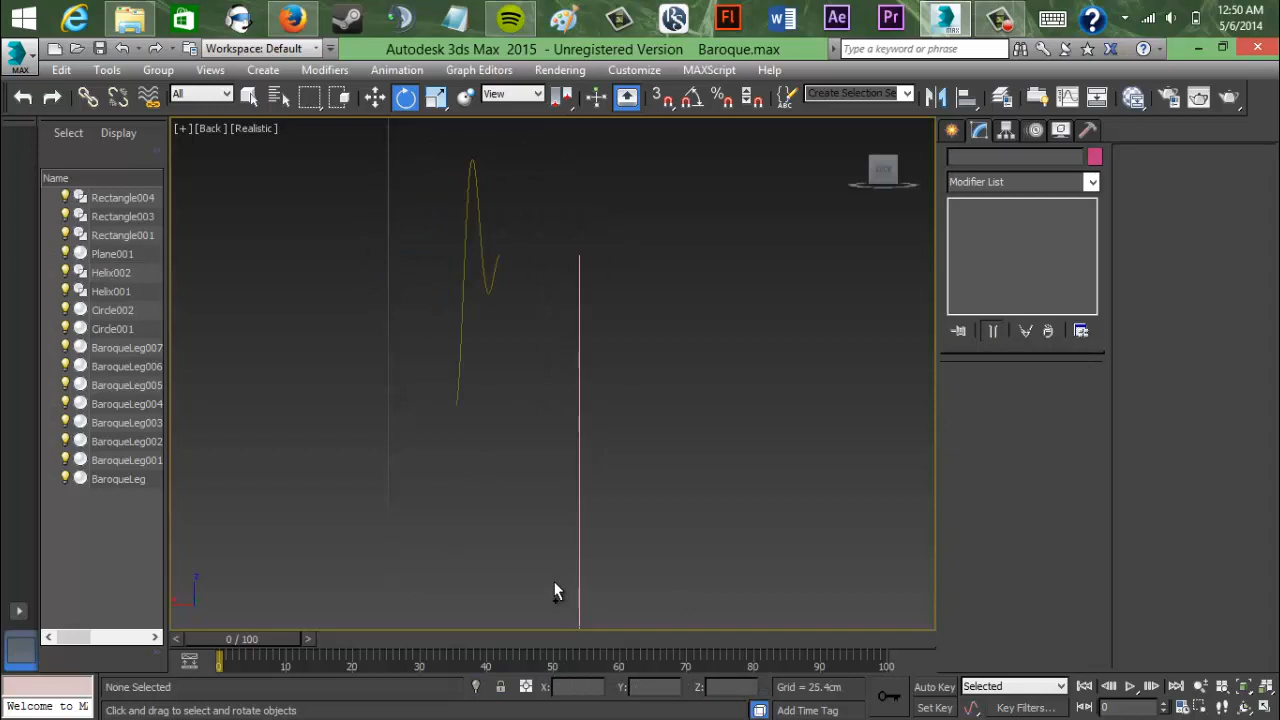 12:50 AM
5/6/2014
Workspace: Default
Autodesk 3ds Max 2015 - Unregistered Version Baroque.max
Type a keyword or phrase
MAX
Edit Tools Group Views Create Modifiers Animation Graph Editors Rendering Customize MAXScript Help
All
View
Create Selection Se
Select Display
[+] [Back] [Realistic]
Name
Modifier List
Rectangle004
Rectangle003
Rectangle001
Plane001
Helix002
Helix001
Circle002
Circle001
BaroqueLeg007
BaroqueLeg006
BaroqueLeg005
BaroqueLeg004
BaroqueLeg003
BaroqueLeg002
BaroqueLeg001
BaroqueLeg
z
0 / 100
0 10 20 30 40 50 60 70 80 90 100
None Selected X: Y: Z: Grid = 25.4cm Auto Key Selected
Welcome to M
Click and drag to select and rotate objects Add Time Tag Set Key Key Filters... 0